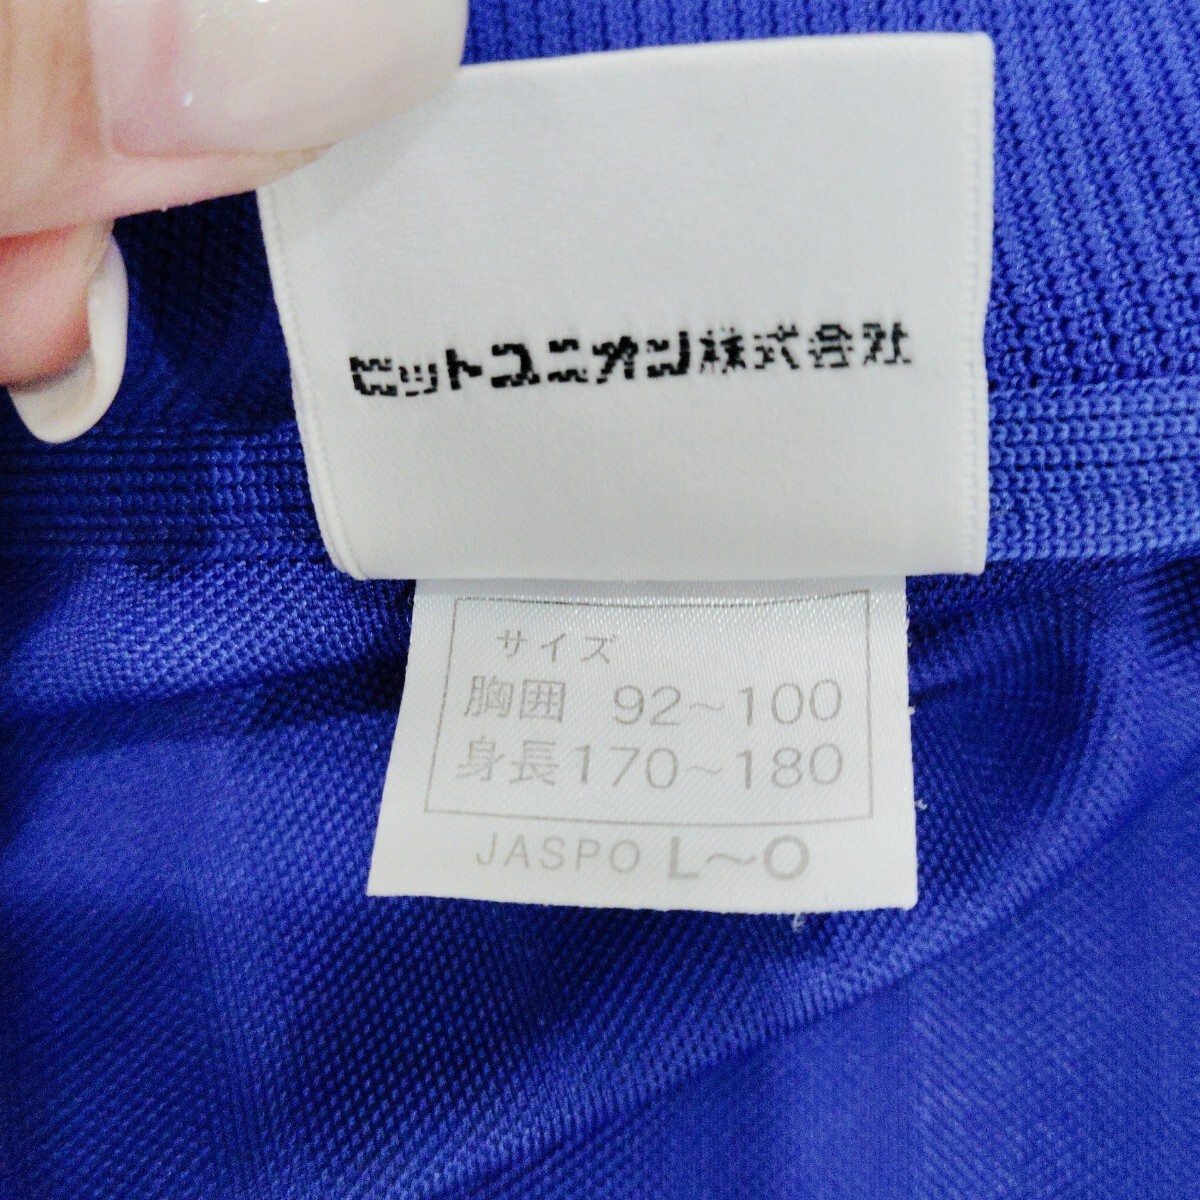 ヒットユニオン株式会社
サイズ
胸囲 92～100
身長170～180
JASPO L～O